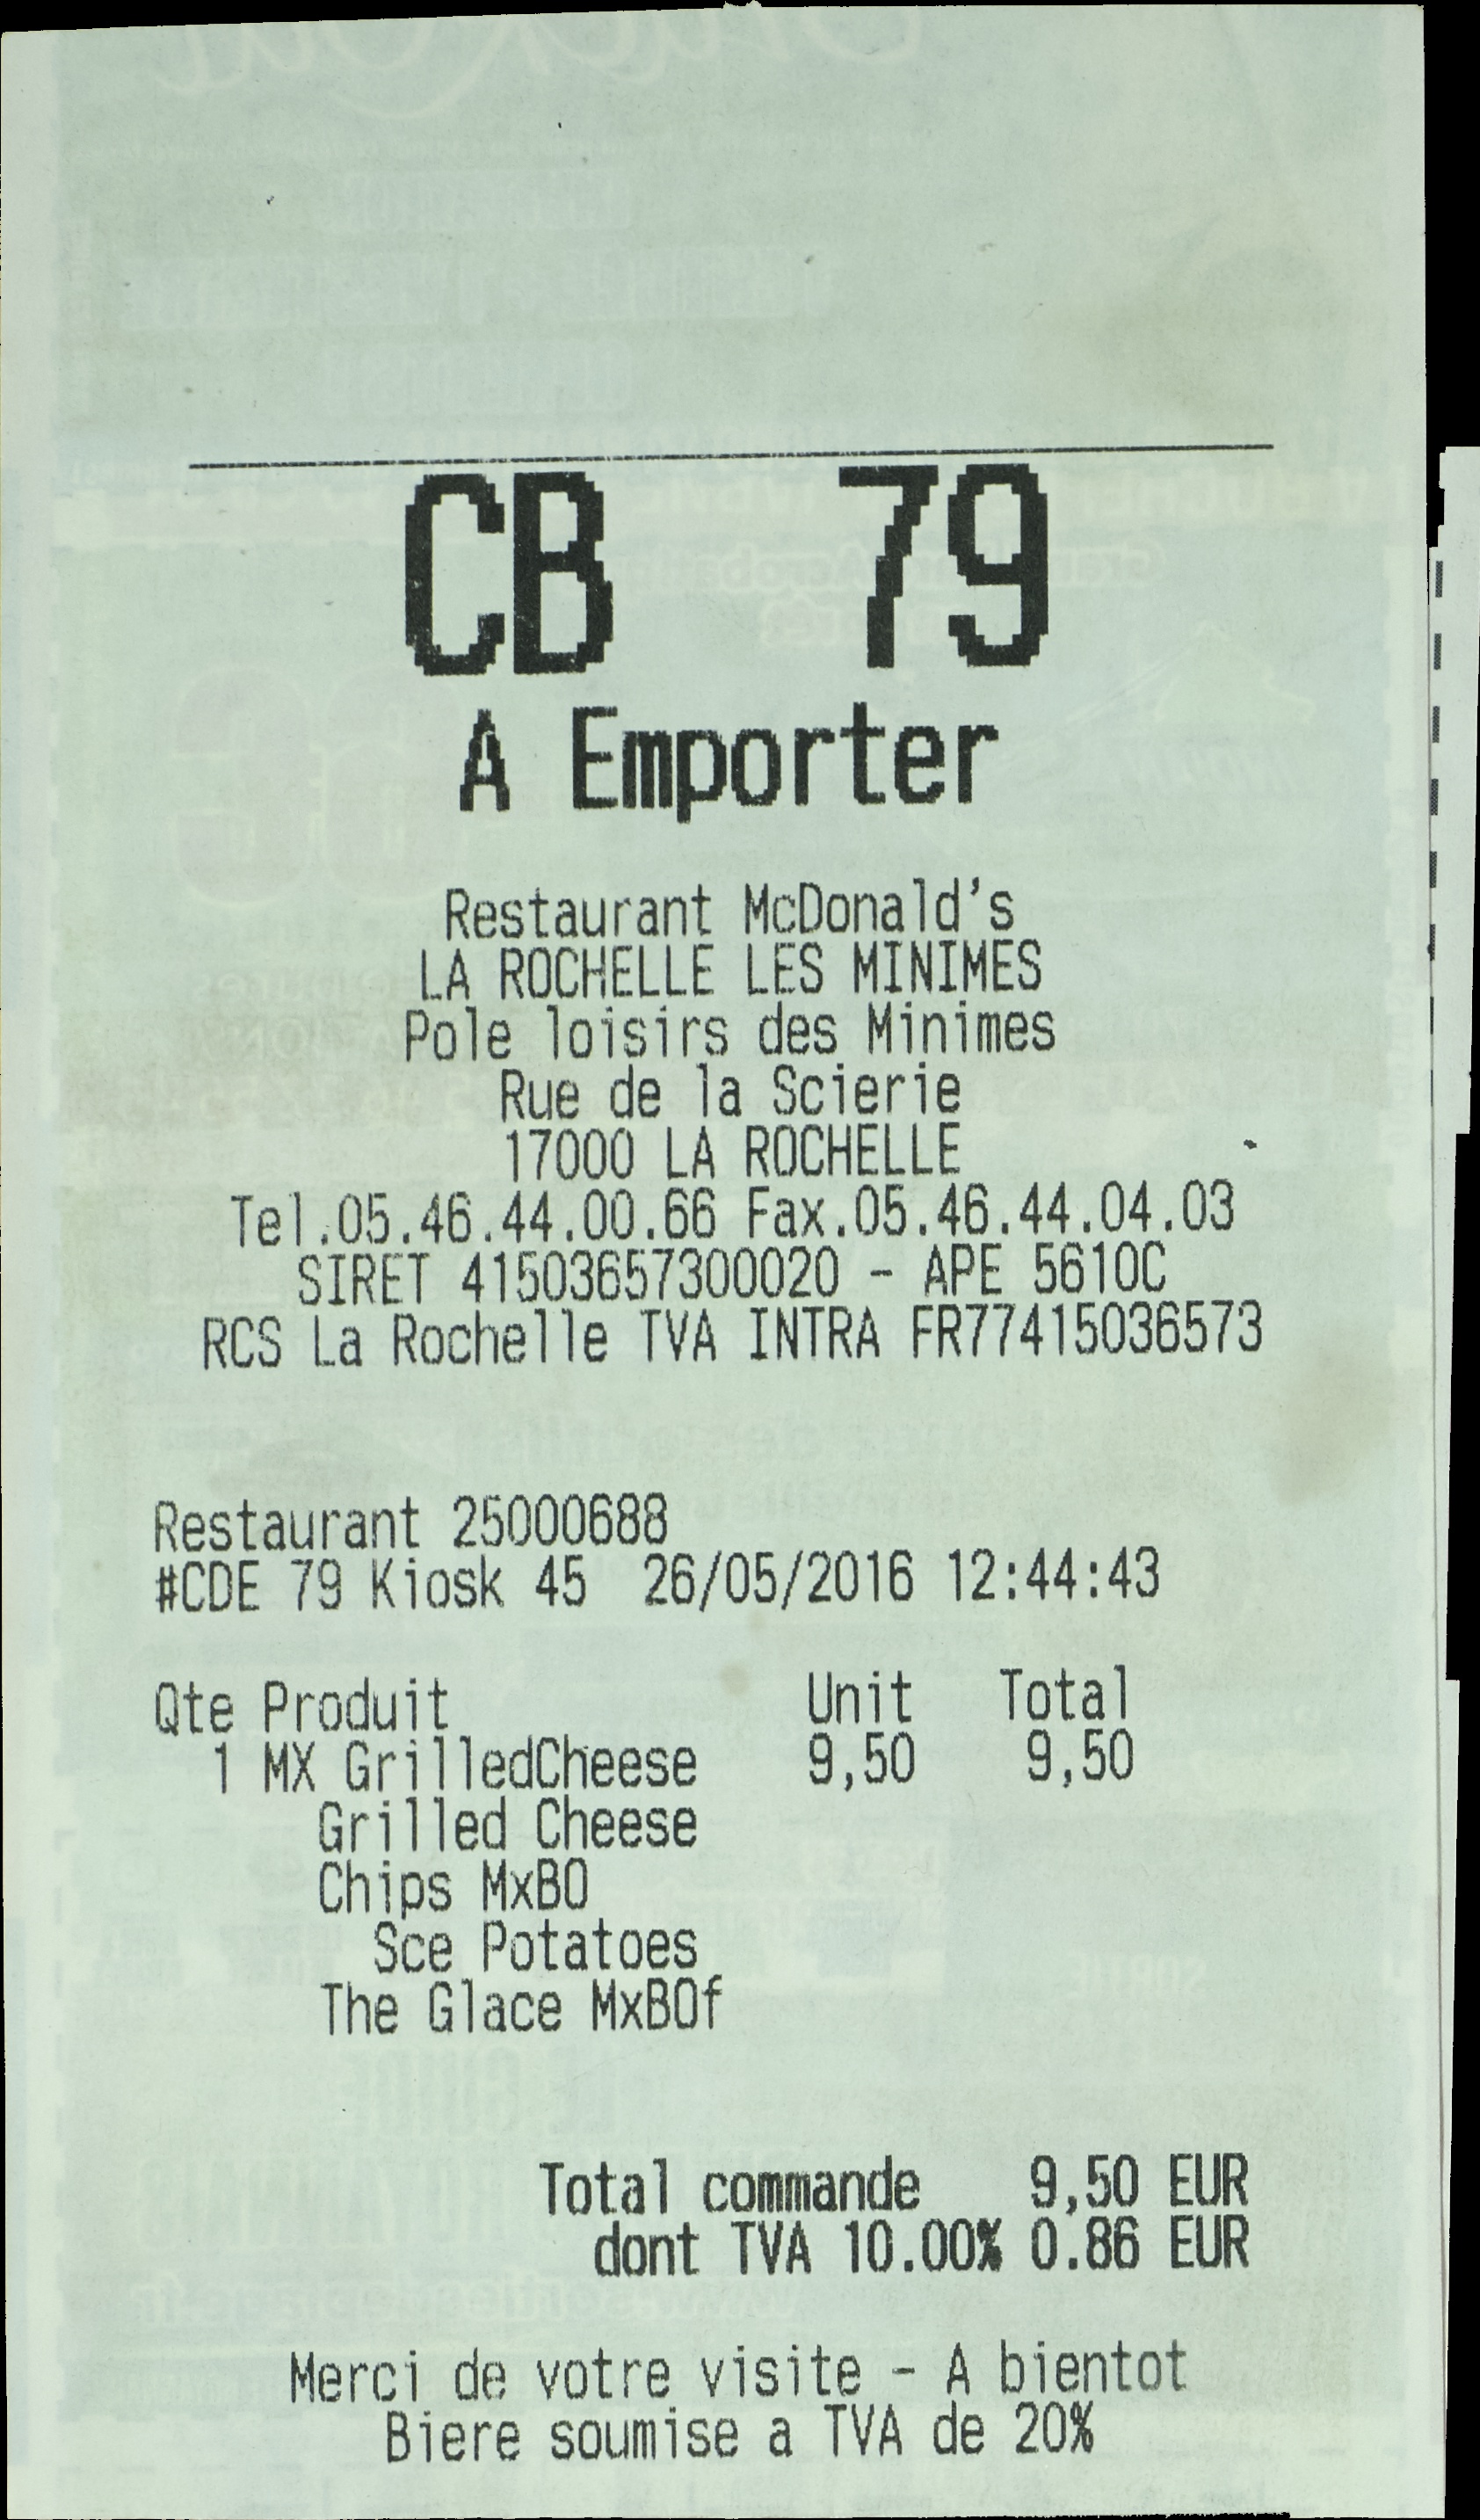 CB 79
A Emporter
Restaurant McDonald's
LA ROCHELLE LES MINIMES
Pole loisirs des Minimes
Rue de la Scierie
17000 LA ROCHELLE
Tel.05.46.44.00.66 Fax.05.46.44.04.03
SIRET 41503657300020 - APE 5610C
RCS La Rochelle TVA INTRA FR77415036573
Restaurant 25000688
#CDE 79 Kiosk 45 26/05/2016 12:44:43
Qte Produit Unit Total
1 MX GrilledCheese 9,50 9,50
Grilled Cheese
Chips MxBO
Sce Potatoes
The Glace MxBOf
Total commande 9,50 EUR
dont TVA 10.00% 0.86 EUR
Merci de votre visite - A bientot
Biere soumise a TVA de 20%